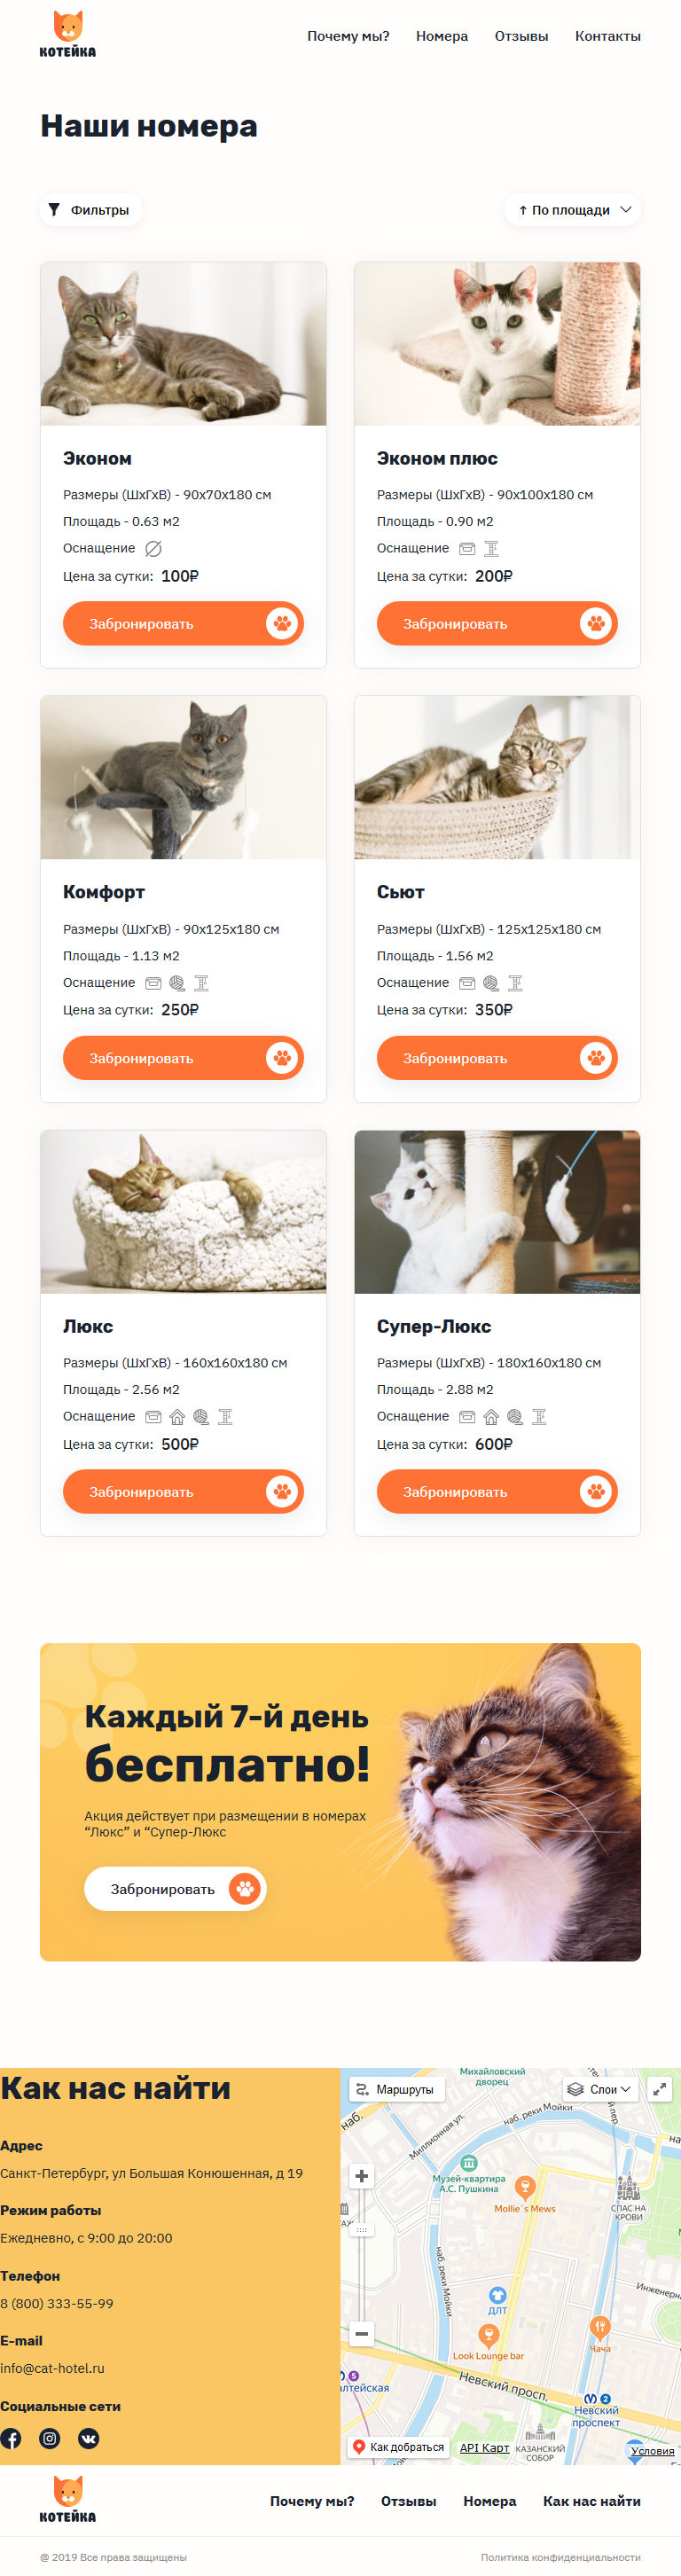 КОТЕЙКА
Почему мы? Номера Отзывы Контакты
Наши номера
Фильтры
↑ По площади
Эконом
Размеры (ШхГхВ) - 90х70х180 см
Площадь - 0.63 м2
Оснащение
Цена за сутки: 100₽
Забронировать
Эконом плюс
Размеры (ШхГхВ) - 90х100х180 см
Площадь - 0.90 м2
Оснащение
Цена за сутки: 200₽
Забронировать
Комфорт
Размеры (ШхГхВ) - 90х125х180 см
Площадь - 1.13 м2
Оснащение
Цена за сутки: 250₽
Забронировать
Сьют
Размеры (ШхГхВ) - 125х125х180 см
Площадь - 1.56 м2
Оснащение
Цена за сутки: 350₽
Забронировать
Люкс
Размеры (ШхГхВ) - 160х160х180 см
Площадь - 2.56 м2
Оснащение
Цена за сутки: 500₽
Забронировать
Супер-Люкс
Размеры (ШхГхВ) - 180х160х180 см
Площадь - 2.88 м2
Оснащение
Цена за сутки: 600₽
Забронировать
Каждый 7-й день
бесплатно!
Акция действует при размещении в номерах
“Люкс” и “Супер-Люкс
Забронировать
Как нас найти
Адрес
Санкт-Петербург, ул Большая Конюшенная, д 19
Режим работы
Ежедневно, с 9:00 до 20:00
Телефон
8 (800) 333-55-99
E-mail
info@cat-hotel.ru
Социальные сети
Михайловский
дворец
Маршруты
Слои
наб.
Миллионная ул.
наб. реки Мойки
Музей-квартира
А.С. Пушкина
Mollie`s Mews
СПАС НА
КРОВИ
наб. реки Мойки
Инженерн
ДЛТ
Look Lounge bar
Чача
5
лтейская
Невский просп.
2
Невский
проспект
Как добраться
API Карт
КАЗАНСКИЙ
СОБОР
Условия
КОТЕЙКА
Почему мы? Отзывы Номера Как нас найти
@ 2019 Все права защищены
Политика конфиденциальности